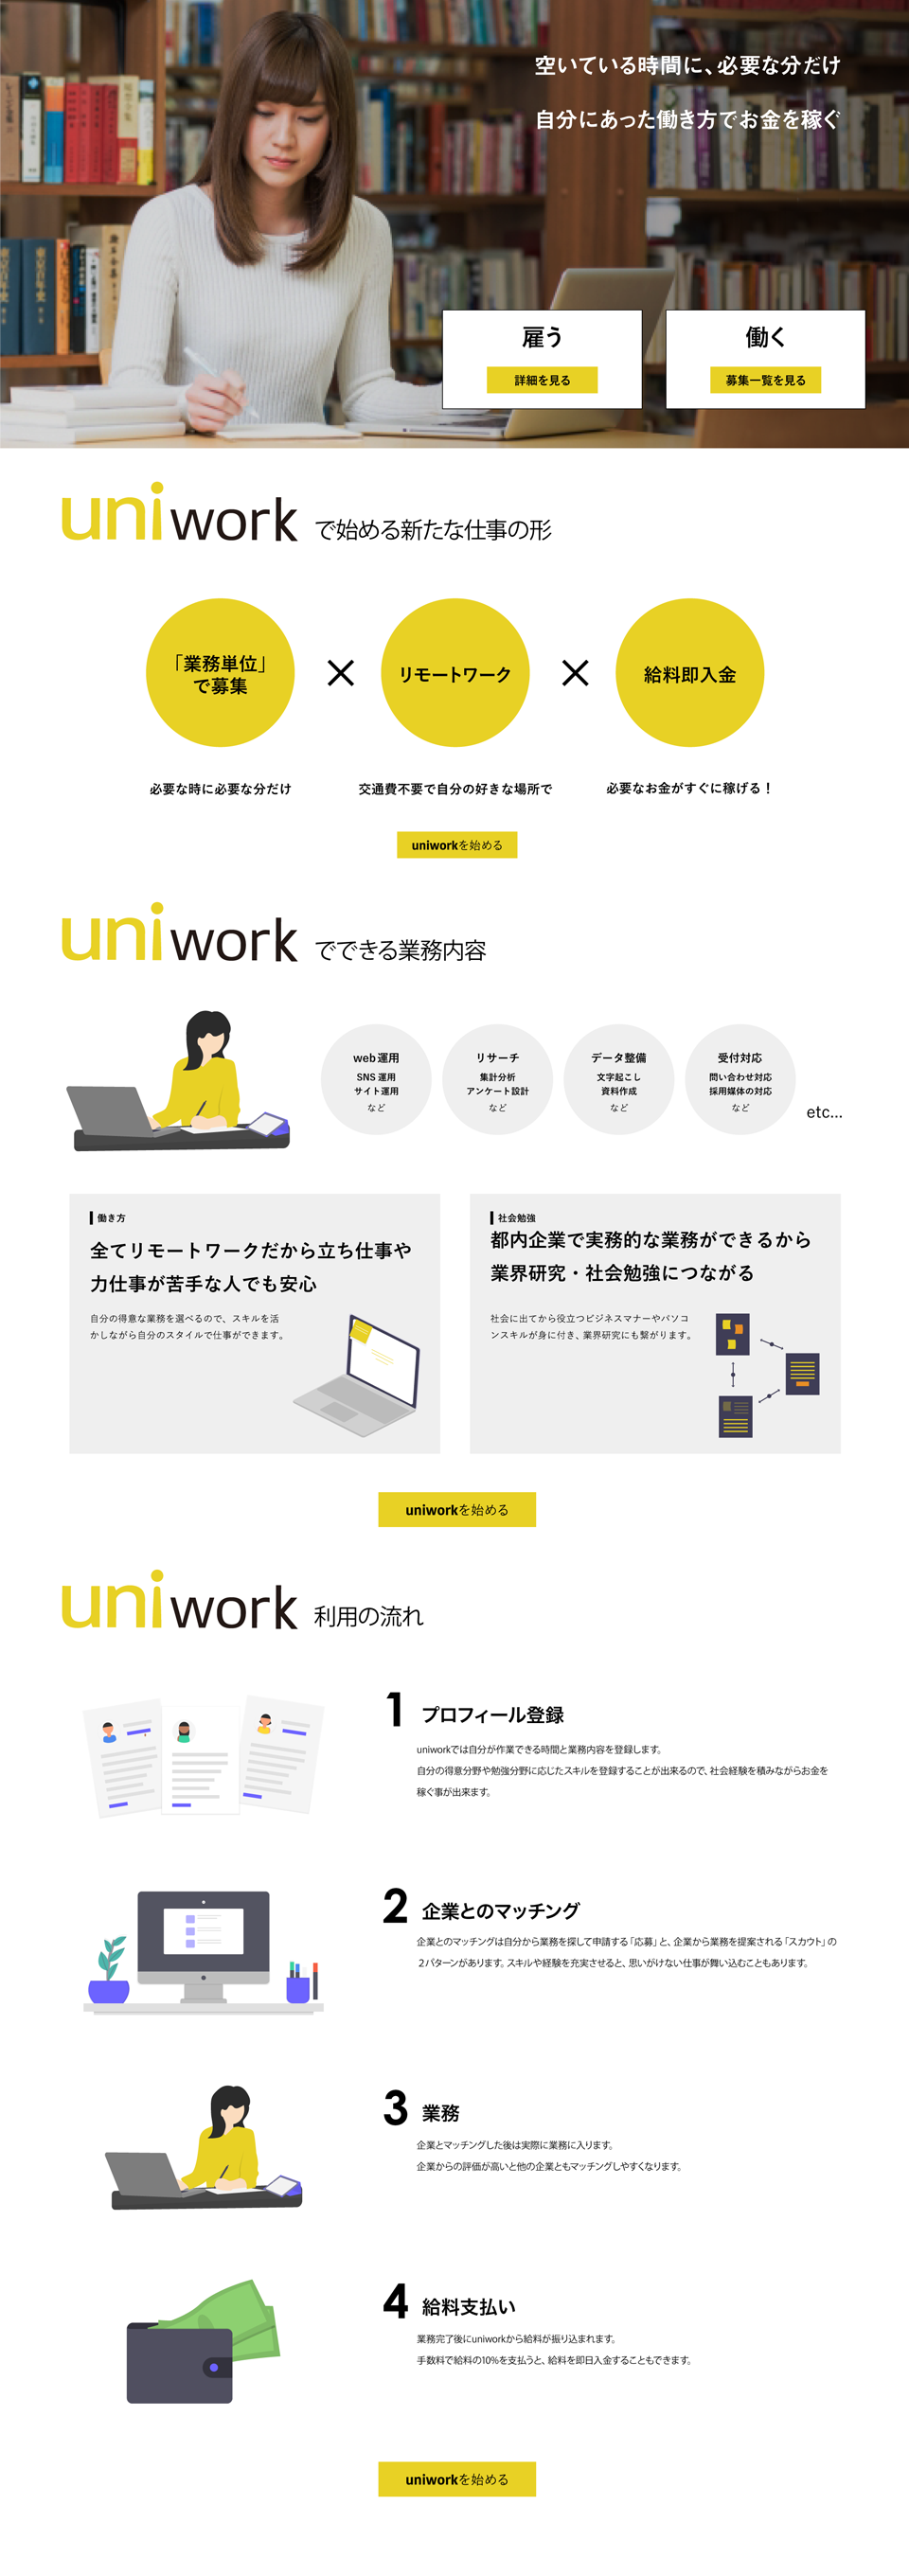 空いている時間に、必要な分だけ
自分にあった働き方でお金を稼ぐ
雇う
詳細を見る
働く
募集一覧を見る
uniwork で始める新たな仕事の形
「業務単位」
で募集
×
リモートワーク
×
給料即入金
必要な時に必要な分だけ
交通費不要で自分の好きな場所で
必要なお金がすぐに稼げる！
uniworkを始める
uniwork でできる業務内容
web運用
SNS 運用
サイト運用
など
リサーチ
集計分析
アンケート設計
など
データ整備
文字起こし
資料作成
など
受付対応
問い合わせ対応
採用媒体の対応
など
etc...
働き方
全てリモートワークだから立ち仕事や
力仕事が苦手な人でも安心
自分の得意な業務を選べるので、スキルを活
かしながら自分のスタイルで仕事ができます。
社会勉強
都内企業で実務的な業務ができるから
業界研究・社会勉強につながる
社会に出てから役立つビジネスマナーやパソコ
ンスキルが身に付き、業界研究にも繋がります。
uniworkを始める
uniwork 利用の流れ
1 プロフィール登録
uniworkでは自分が作業できる時間と業務内容を登録します。
自分の得意分野や勉強分野に応じたスキルを登録することが出来るので、社会経験を積みながらお金を
稼ぐ事が出来ます。
2 企業とのマッチング
企業とのマッチングは自分から業務を探して申請する「応募」と、企業から業務を提案される「スカウト」の
２パターンがあります。スキルや経験を充実させると、思いがけない仕事が舞い込むこともあります。
3 業務
企業とマッチングした後は実際に業務に入ります。
企業からの評価が高いと他の企業ともマッチングしやすくなります。
4 給料支払い
業務完了後にuniworkから給料が振り込まれます。
手数料で給料の10%を支払うと、給料を即日入金することもできます。
uniworkを始める